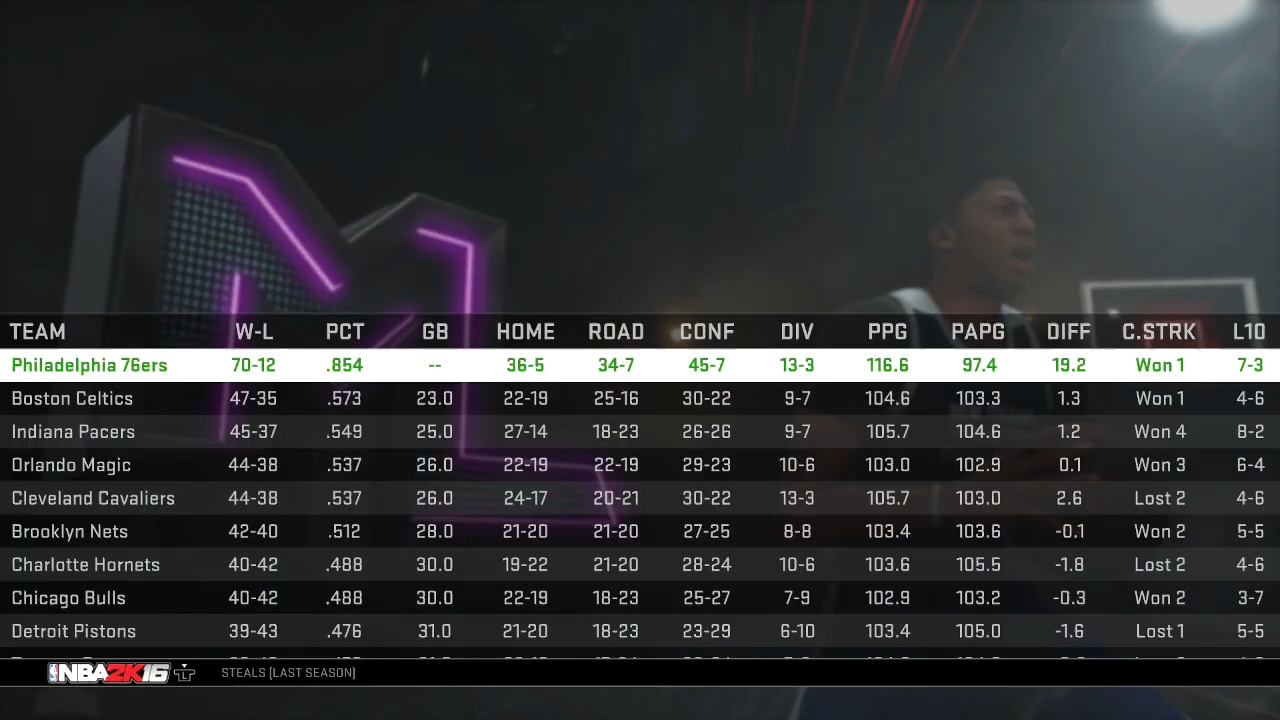 TEAM W-L PCT GB HOME ROAD CONF DIV PPG PAPG DIFF C.STRK L10
Philadelphia 76ers 70-12 .854 -- 36-5 34-7 45-7 13-3 116.6 97.4 19.2 Won 1 7-3
Boston Celtics 47-35 .573 23.0 22-19 25-16 30-22 9-7 104.6 103.3 1.3 Won 1 4-6
Indiana Pacers 45-37 .549 25.0 27-14 18-23 26-26 9-7 105.7 104.6 1.2 Won 4 8-2
Orlando Magic 44-38 .537 26.0 22-19 22-19 29-23 10-6 103.0 102.9 0.1 Won 3 6-4
Cleveland Cavaliers 44-38 .537 26.0 24-17 20-21 30-22 13-3 105.7 103.0 2.6 Lost 2 4-6
Brooklyn Nets 42-40 .512 28.0 21-20 21-20 27-25 8-8 103.4 103.6 -0.1 Won 2 5-5
Charlotte Hornets 40-42 .488 30.0 19-22 21-20 28-24 10-6 103.6 105.5 -1.8 Lost 2 4-6
Chicago Bulls 40-42 .488 30.0 22-19 18-23 25-27 7-9 102.9 103.2 -0.3 Won 2 3-7
Detroit Pistons 39-43 .476 31.0 21-20 18-23 23-29 6-10 103.4 105.0 -1.6 Lost 1 5-5
NBA2K16 STEALS (LAST SEASON)